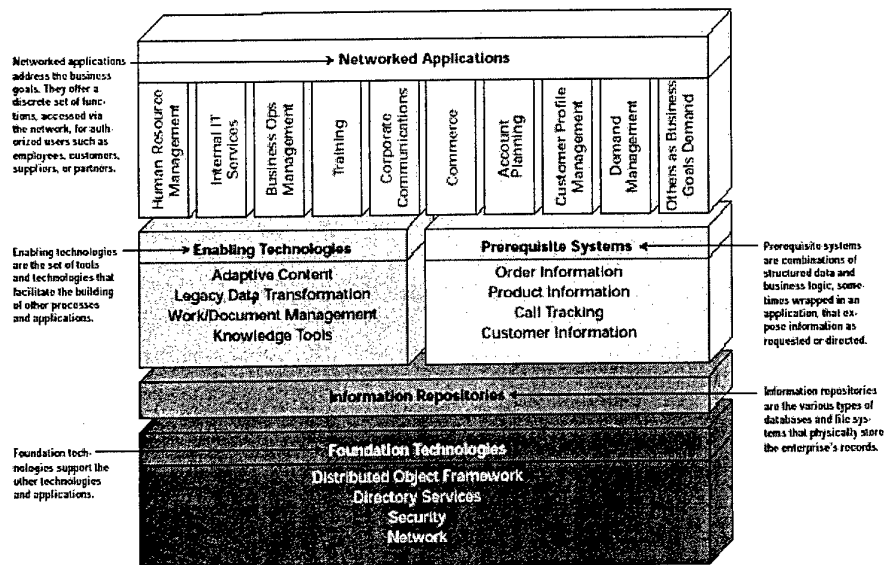 Networked Applications
Networked applications
address the business
goals. They offer a
discrete set of func-
tions, accessed via
the network, for auth-
orized users such as
employees, customers,
suppliers, or partners.
Human Resource
Management
Internal IT
Services
Business Ops
Management
Training
Corporate
Communications
Commerce
Account
Planning
Customer Profile
Management
Demand
Management
Others as Business
Goals Demand
Enabling technologies
are the set of tools
and technologies that
facilitate the building
of other processes
and applications.
Enabling Technologies
Adaptive Content
Legacy Data Transformation
Work/Document Management
Knowledge Tools
Prerequisite Systems
Order Information
Product Information
Call Tracking
Customer Information
Prerequisite systems
are combinations of
structured data and
business logic, some-
times wrapped in an
application, that ex-
pose information as
requested or directed.
Information Repositories
Information repositories
are the various types of
databases and file sys-
tems that physically store
the enterprise's records.
Foundation tech-
nologies support the
other technologies
and applications.
Foundation Technologies
Distributed Object Framework
Directory Services
Security
Network